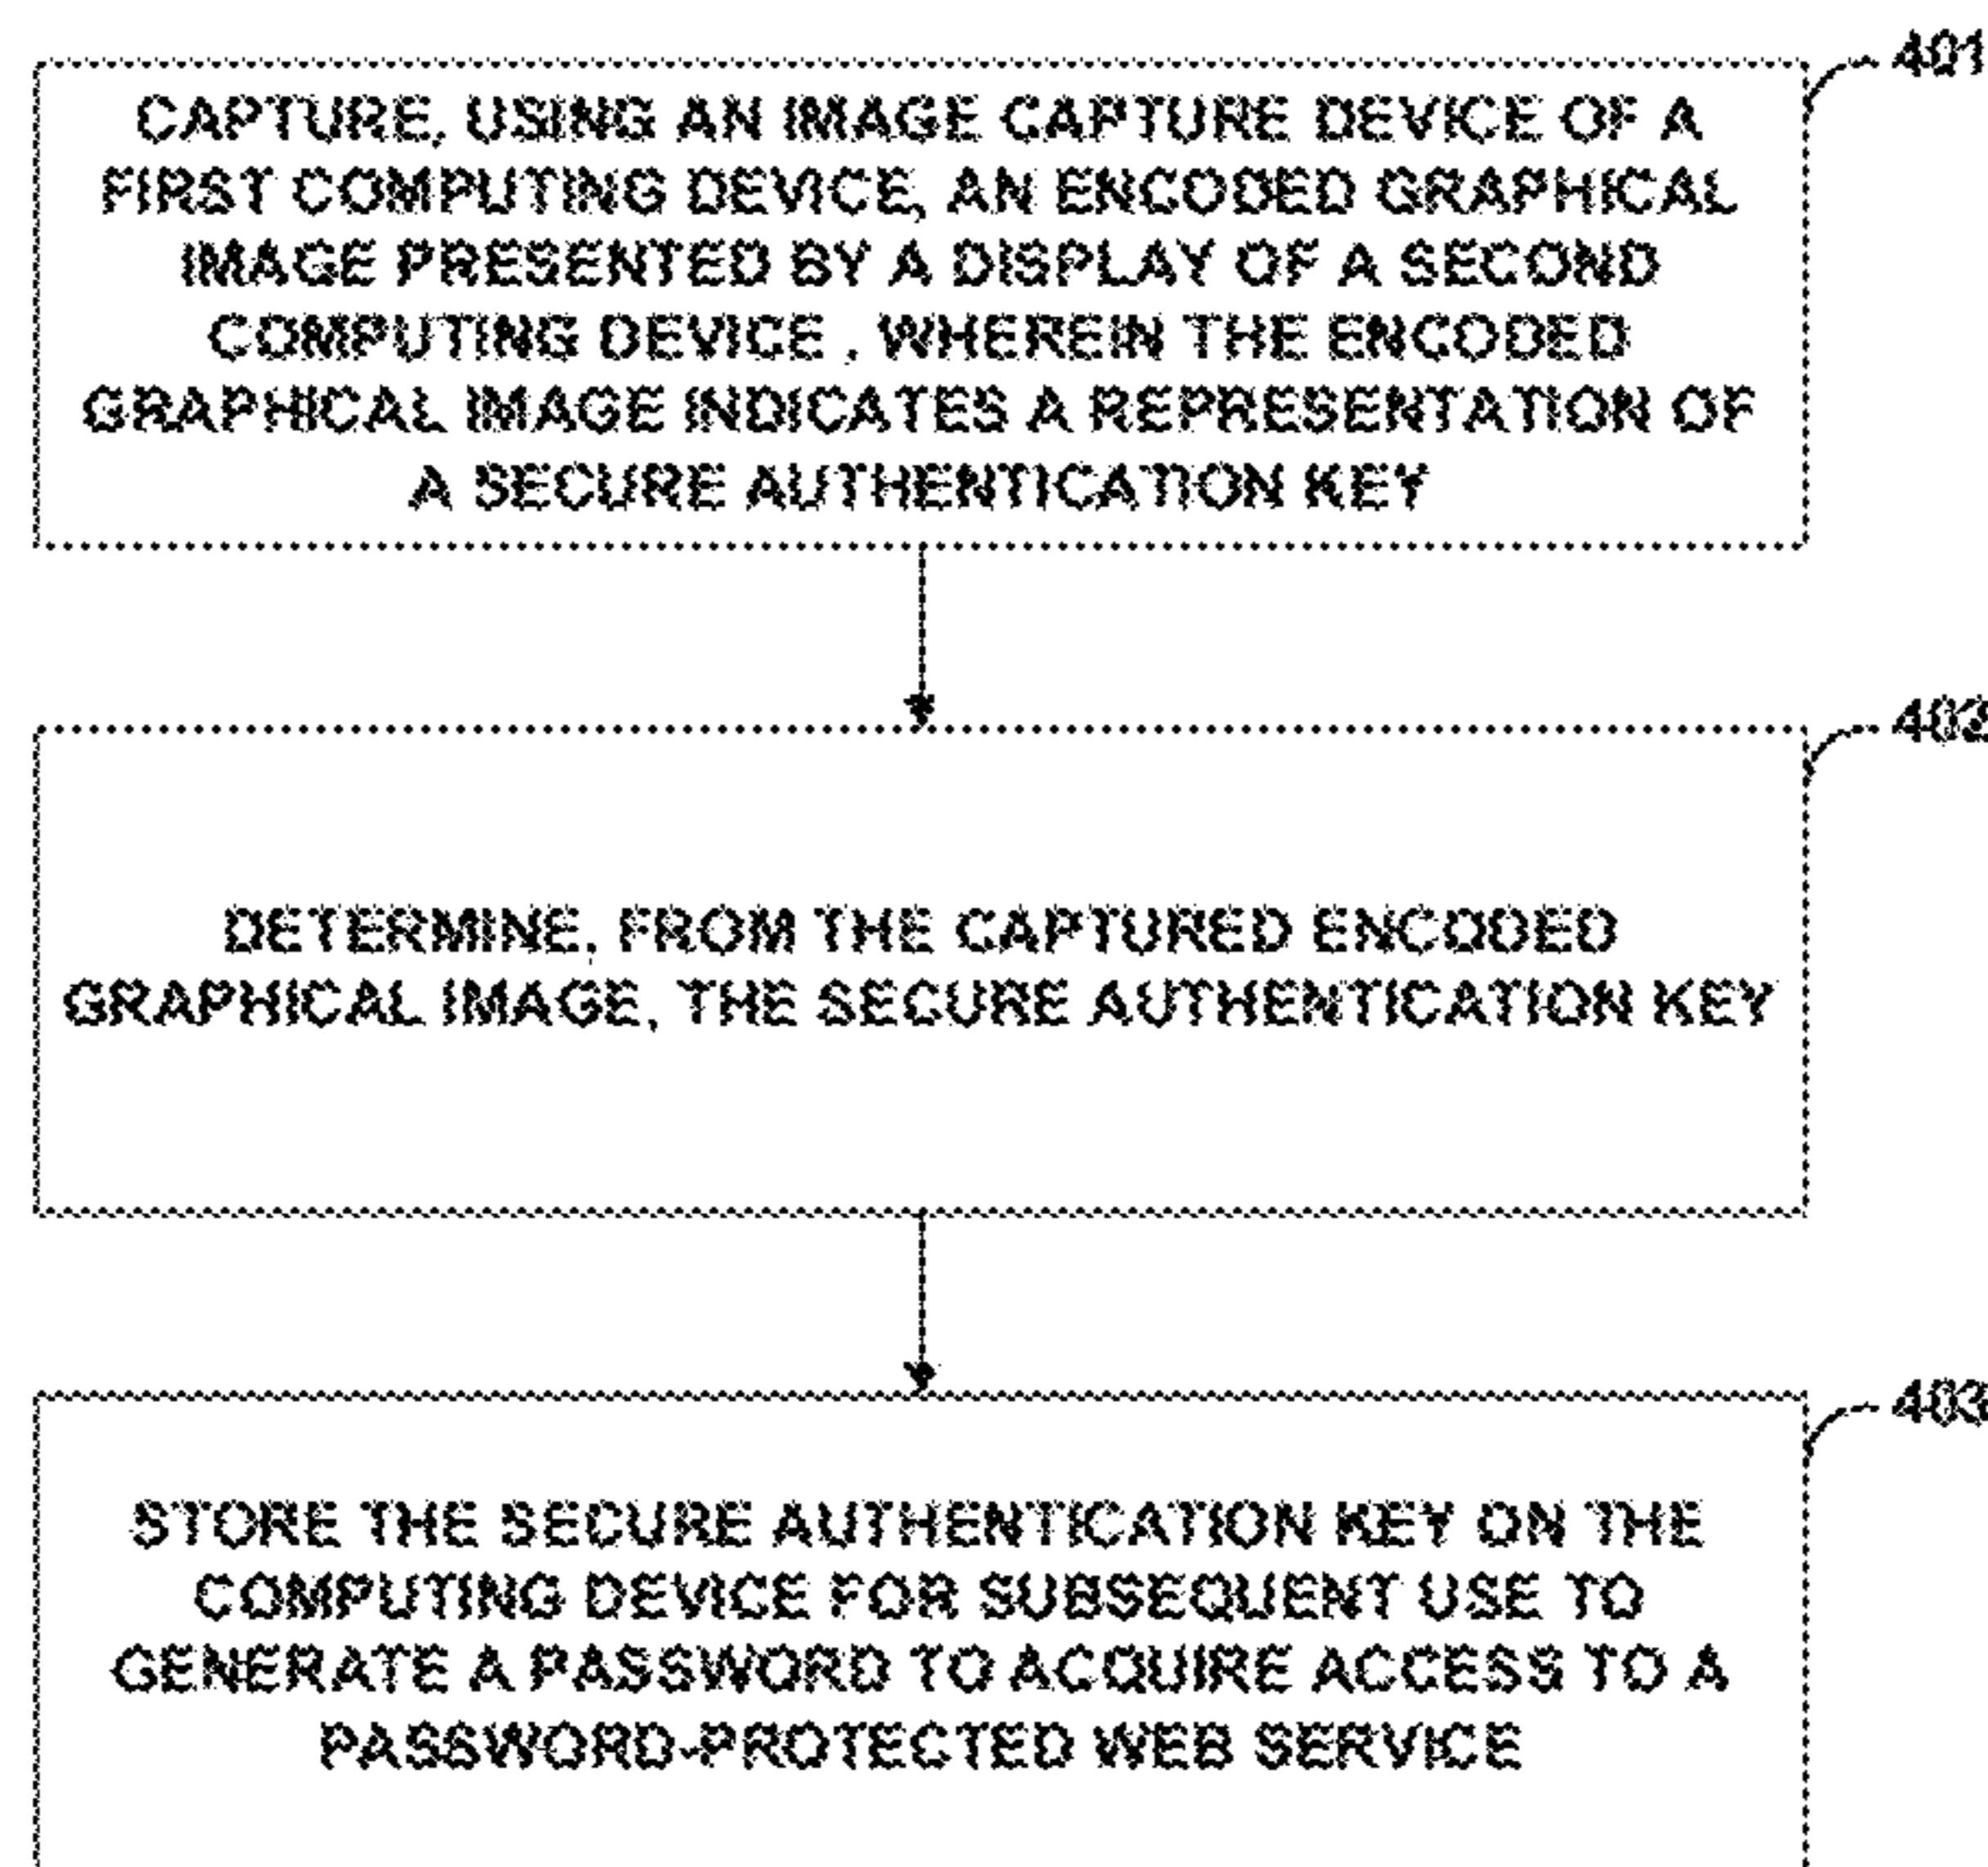 401
CAPTURE, USING AN IMAGE CAPTURE DEVICE OF A
FIRST COMPUTING DEVICE, AN ENCODED GRAPHICAL
IMAGE PRESENTED BY A DISPLAY OF A SECOND
COMPUTING DEVICE , WHEREIN THE ENCODED
GRAPHICAL IMAGE INDICATES A REPRESENTATION OF
A SECURE AUTHENTICATION KEY
402
DETERMINE, FROM THE CAPTURED ENCODED
GRAPHICAL IMAGE, THE SECURE AUTHENTICATION KEY
403
STORE THE SECURE AUTHENTICATION KEY ON THE
COMPUTING DEVICE FOR SUBSEQUENT USE TO
GENERATE A PASSWORD TO ACQUIRE ACCESS TO A
PASSWORD-PROTECTED WEB SERVICE